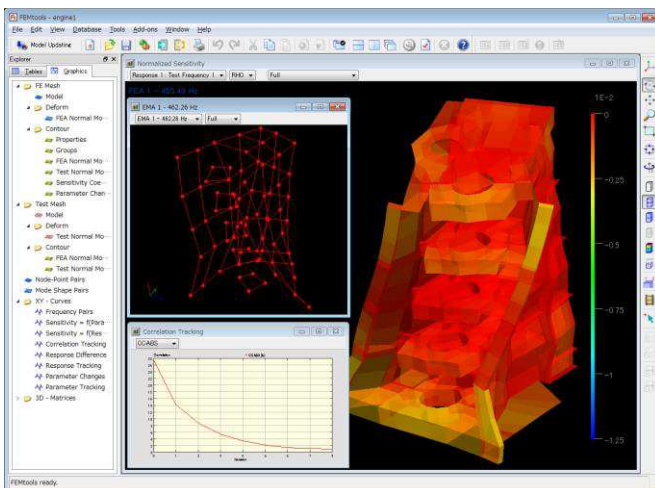 FEMtools - engine1
File Edit View Database Tools Add-ons Window Help
Model Updating
Explorer
Tables Graphics
FE Mesh
Model
Deform
FEA Normal Mo···
Contour
Properties
Groups
FEA Normal Mo···
Test Normal Mo···
Sensitivity Coe···
Parameter Chan···
Test Mesh
Model
Deform
Test Normal Mo···
Contour
FEA Normal Mo···
Test Normal Mo···
Node-Point Pairs
Mode Shape Pairs
XY - Curves
Frequency Pairs
Sensitivity = f(Para···
Sensitivity = f(Res···
Correlation Tracking
Response Difference
Response Tracking
Parameter Changes
Parameter Tracking
3D - Matrices
Normalized Sensitivity
Response 1: Test Frequency 1 RHO Full
EMA 1 - 462.26 Hz
EMA 1 - 462.26 Hz Full
1E-2
0
-.25
-.5
-.75
-1
-1.25
Correlation Tracking
CCABS
FEMtools ready.